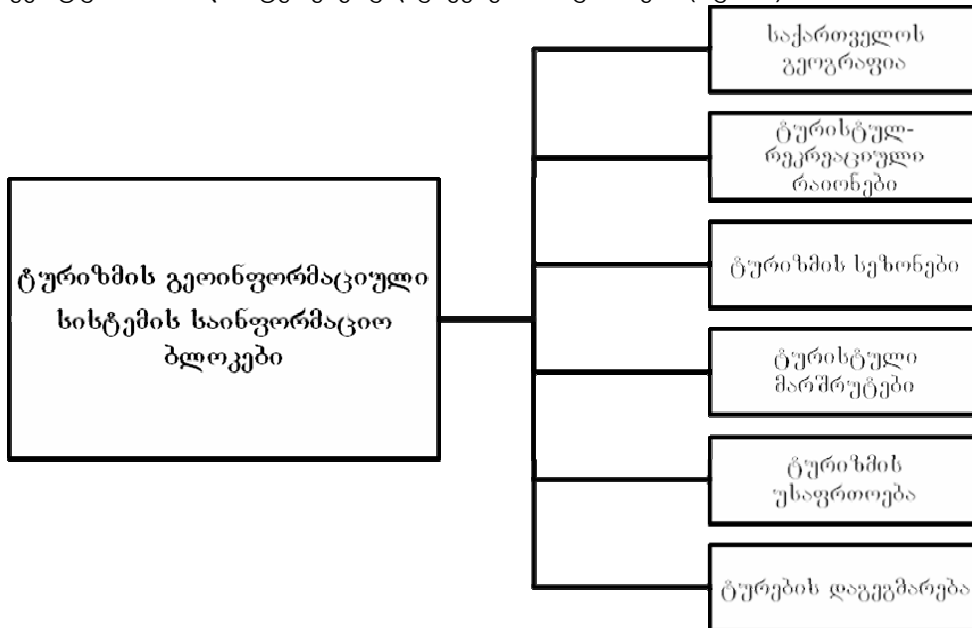 საქართველოს
გეოგრაფია
ტურისტულ-
რეკრეაციული
რაიონები
ტურიზმის გეოინფორმაციული
სისტემის საინფორმაციო
ბლოკები
ტურიზმის სეზონები
ტურისტული
მარშრუტები
ტურიზმის
უსაფრთოება
ტურების დაგეგმარება